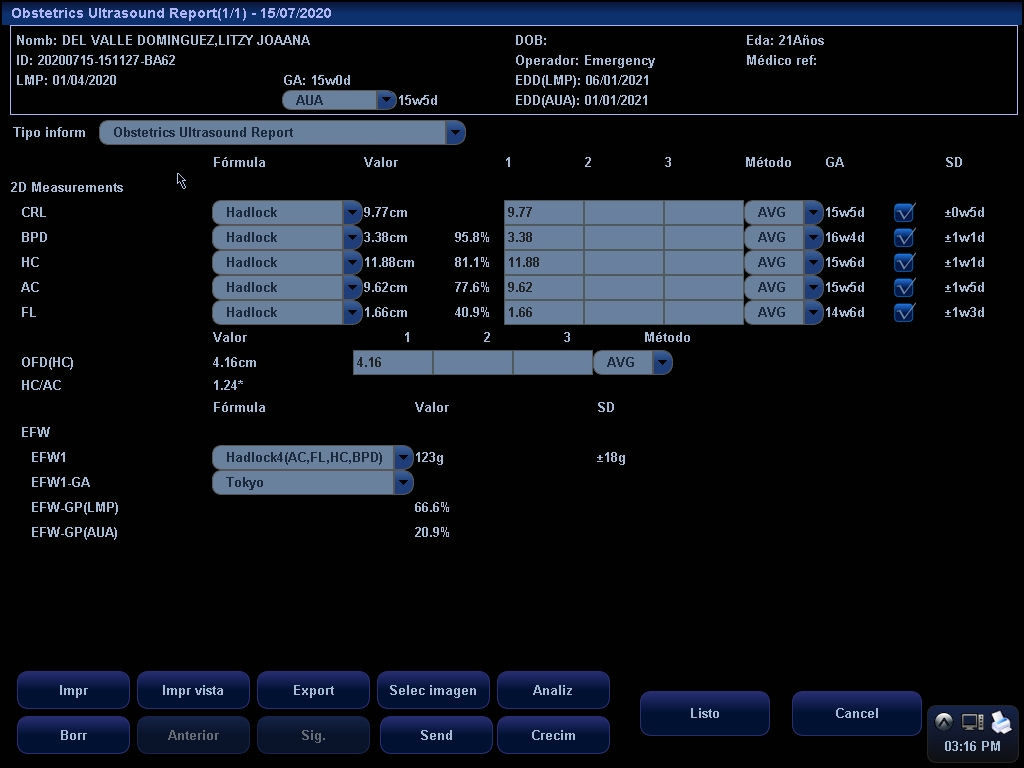 Obstetrics Ultrasound Report(1/1) - 15/07/2020
Nomb: DEL VALLE DOMINGUEZ,LITZY JOAANA DOB: Eda: 21Años
ID: 20200715-151127-BA62 Operador: Emergency Médico ref:
LMP: 01/04/2020 GA: 15w0d EDD(LMP): 06/01/2021
AUA 15w5d EDD(AUA): 01/01/2021
Tipo inform Obstetrics Ultrasound Report
Fórmula Valor 1 2 3 Método GA SD
2D Measurements
CRL Hadlock 9.77cm 9.77 AVG 15w5d ±0w5d
BPD Hadlock 3.38cm 95.8% 3.38 AVG 16w4d ±1w1d
HC Hadlock 11.88cm 81.1% 11.88 AVG 15w6d ±1w1d
AC Hadlock 9.62cm 77.6% 9.62 AVG 15w5d ±1w5d
FL Hadlock 1.66cm 40.9% 1.66 AVG 14w6d ±1w3d
Valor 1 2 3 Método
OFD(HC) 4.16cm 4.16 AVG
HC/AC 1.24*
Fórmula Valor SD
EFW
EFW1 Hadlock4(AC,FL,HC,BPD) 123g ±18g
EFW1-GA Tokyo
EFW-GP(LMP) 66.6%
EFW-GP(AUA) 20.9%
Impr Impr vista Export Selec imagen Analiz
Listo Cancel
Borr Anterior Sig. Send Crecim
03:16 PM